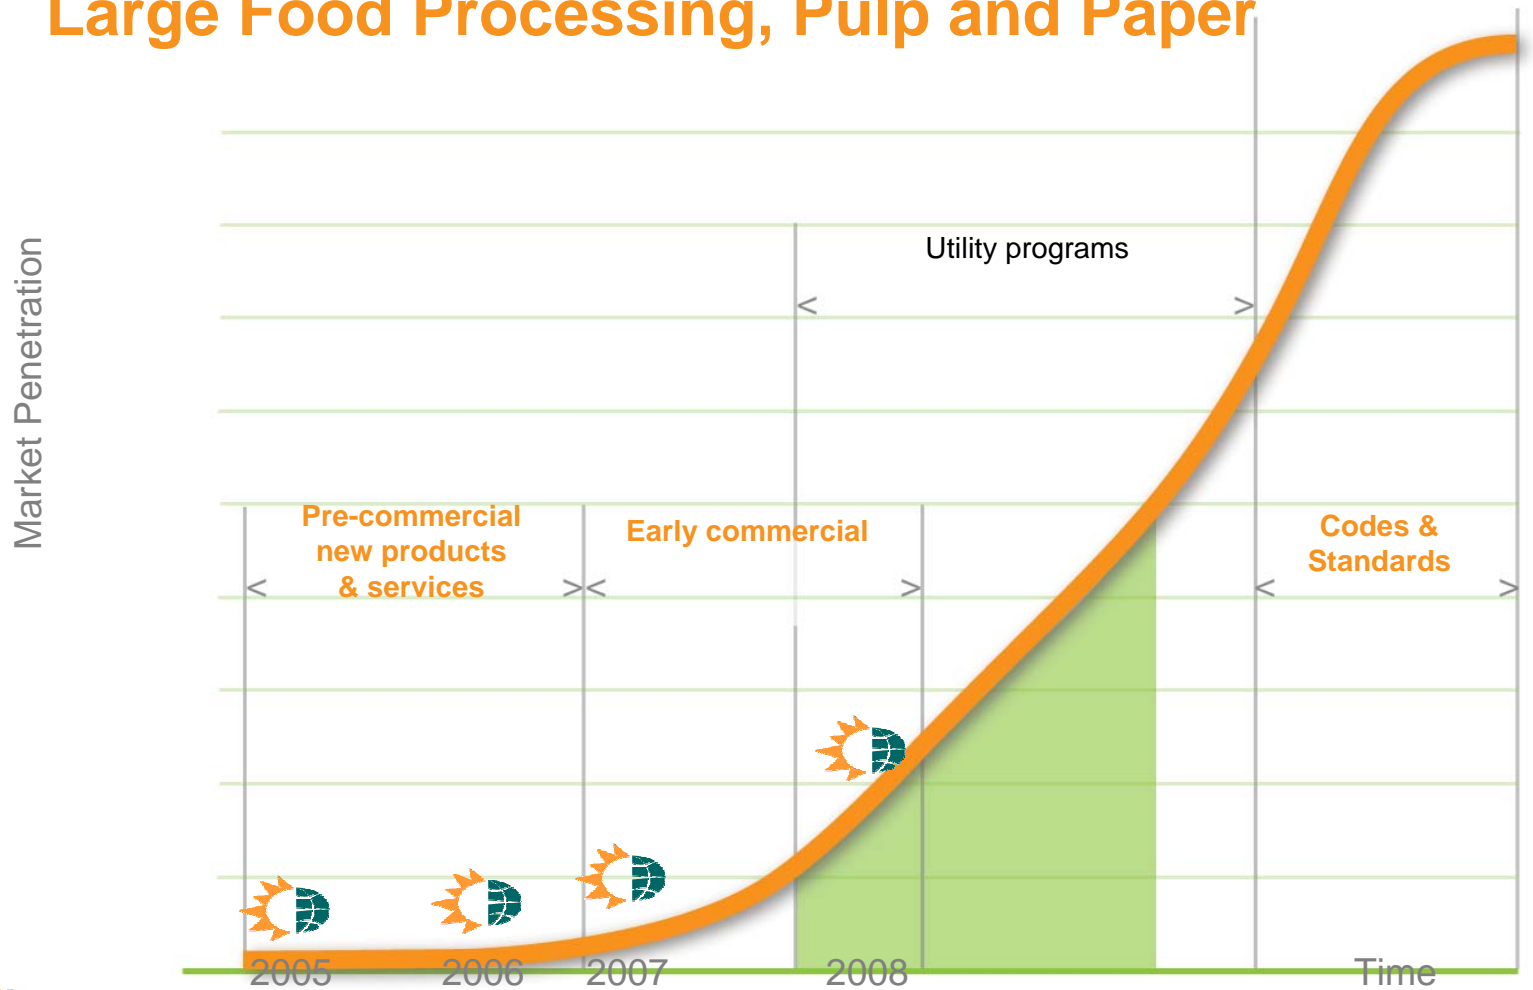 Large Food Processing, Pulp and Paper
Market Penetration
Utility programs
< >
Pre-commercial
new products
& services
< >
Early commercial
< >
Codes &
Standards
< >
2005 2006 2007 2008 Time